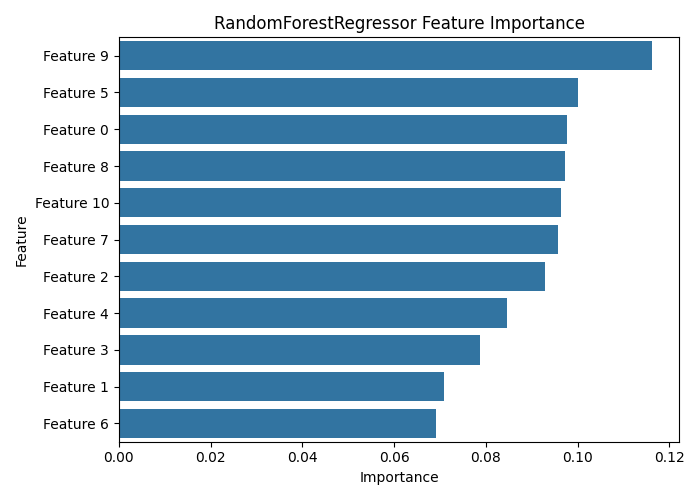 RandomForestRegressor Feature Importance
Feature
Feature 9
Feature 5
Feature 0
Feature 8
Feature 10
Feature 7
Feature 2
Feature 4
Feature 3
Feature 1
Feature 6
0.00 0.02 0.04 0.06 0.08 0.10 0.12
Importance